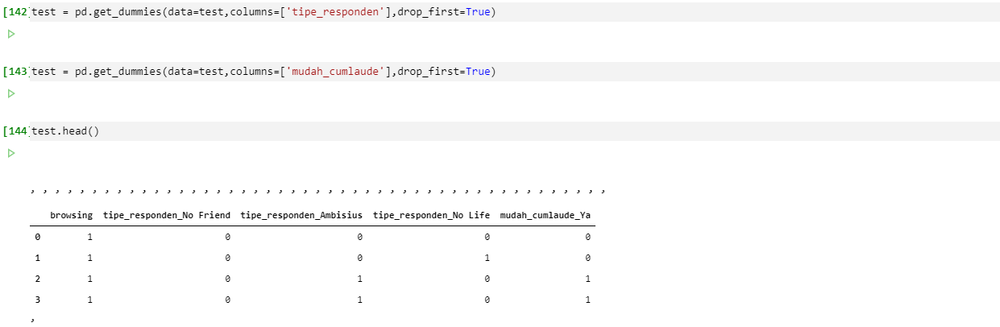 [142] test = pd.get_dummies(data=test,columns=['tipe_responden'],drop_first=True)
[143] test = pd.get_dummies(data=test,columns=['mudah_cumlaude'],drop_first=True)
[144] test.head()
, , , , , , , , , , , , , , , , , , , , , , , , , , , , , , , , , , , , , , , , , , , , , , ,
browsing tipe_responden_No Friend tipe_responden_Ambisius tipe_responden_No Life mudah_cumlaude_Ya
0 1 0 0 0 0
1 1 0 0 1 0
2 1 0 1 0 1
3 1 0 1 0 1
,